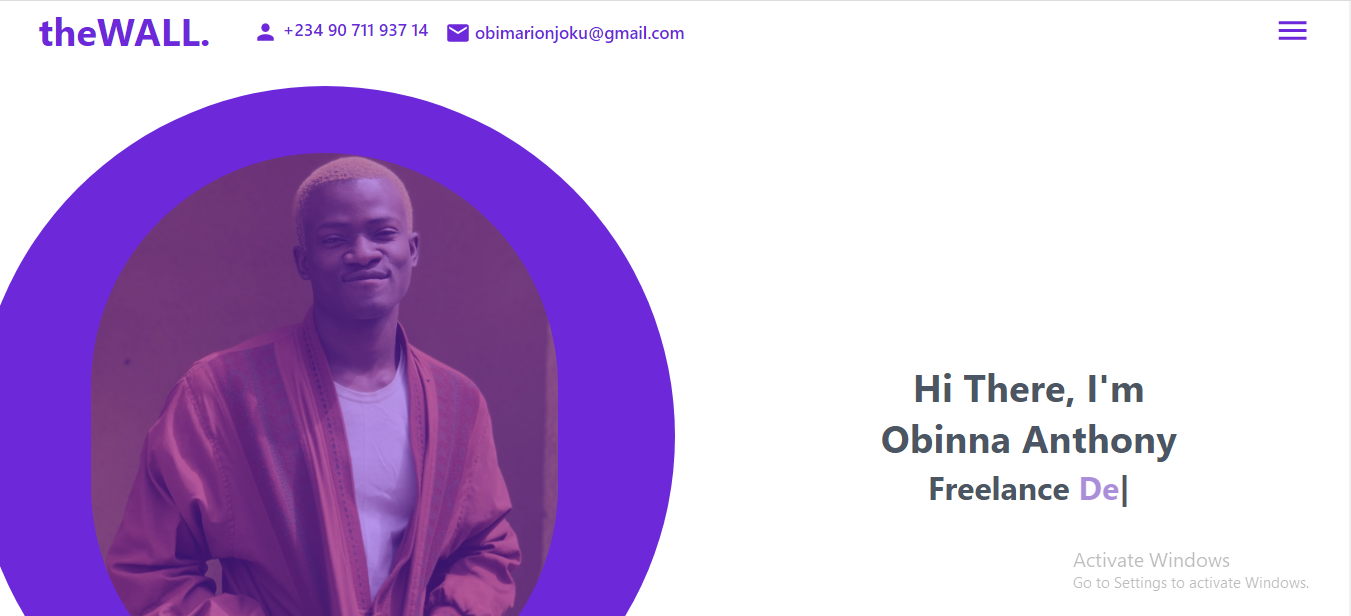 theWALL.
+234 90 711 937 14
obimarionjoku@gmail.com
Hi There, I'm
Obinna Anthony
Freelance De|
Activate Windows
Go to Settings to activate Windows.